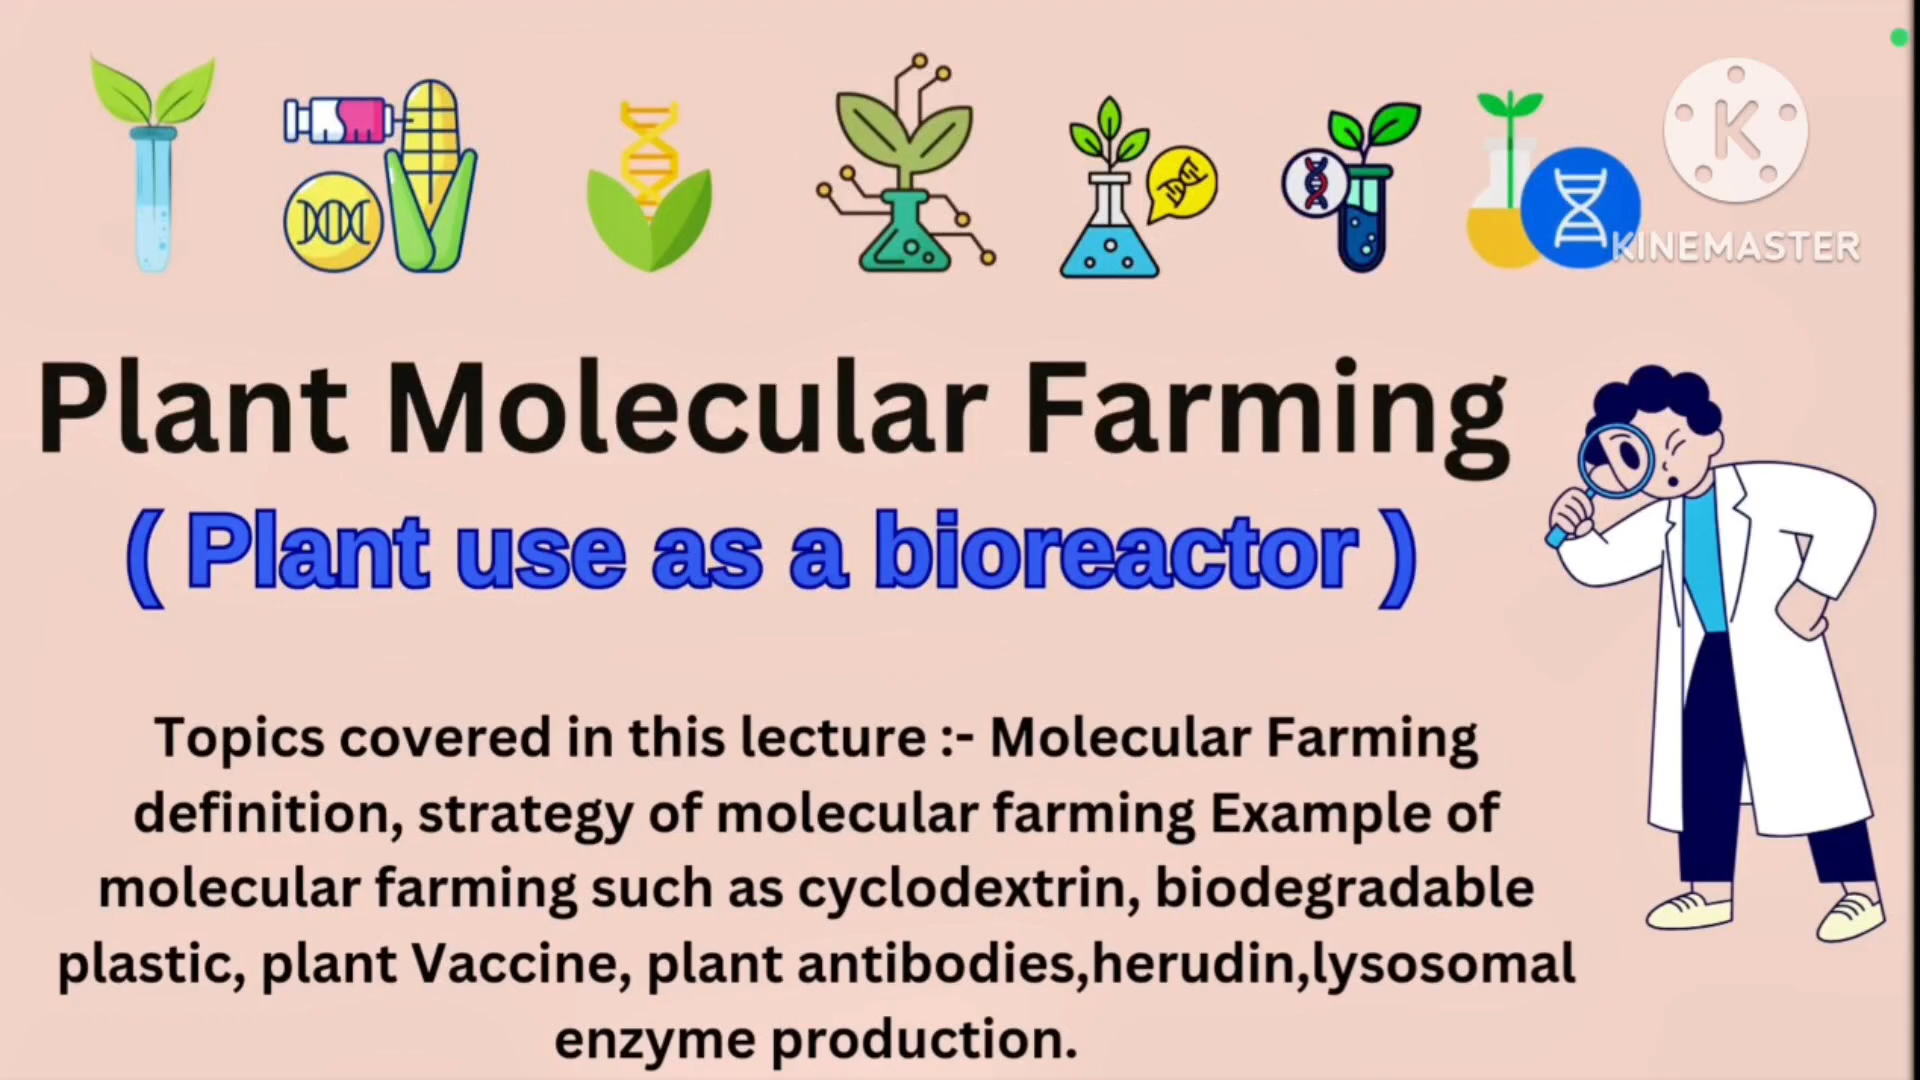 K
KINEMASTER
Plant Molecular Farming
( Plant use as a bioreactor )
Topics covered in this lecture :- Molecular Farming
definition, strategy of molecular farming Example of
molecular farming such as cyclodextrin, biodegradable
plastic, plant Vaccine, plant antibodies,herudin,lysosomal
enzyme production.